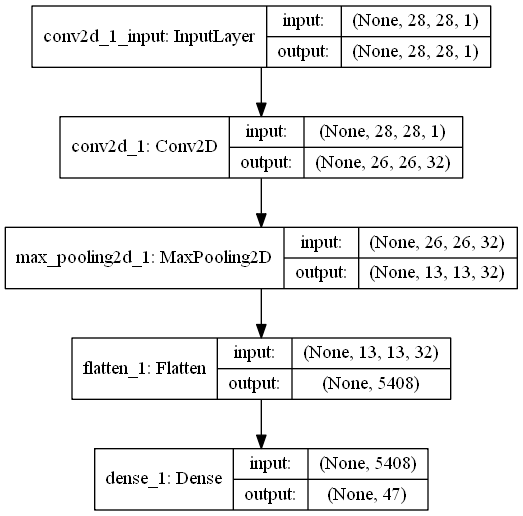 conv2d_1_input: InputLayer
input: (None, 28, 28, 1)
output: (None, 28, 28, 1)
conv2d_1: Conv2D
input: (None, 28, 28, 1)
output: (None, 26, 26, 32)
max_pooling2d_1: MaxPooling2D
input: (None, 26, 26, 32)
output: (None, 13, 13, 32)
flatten_1: Flatten
input: (None, 13, 13, 32)
output: (None, 5408)
dense_1: Dense
input: (None, 5408)
output: (None, 47)